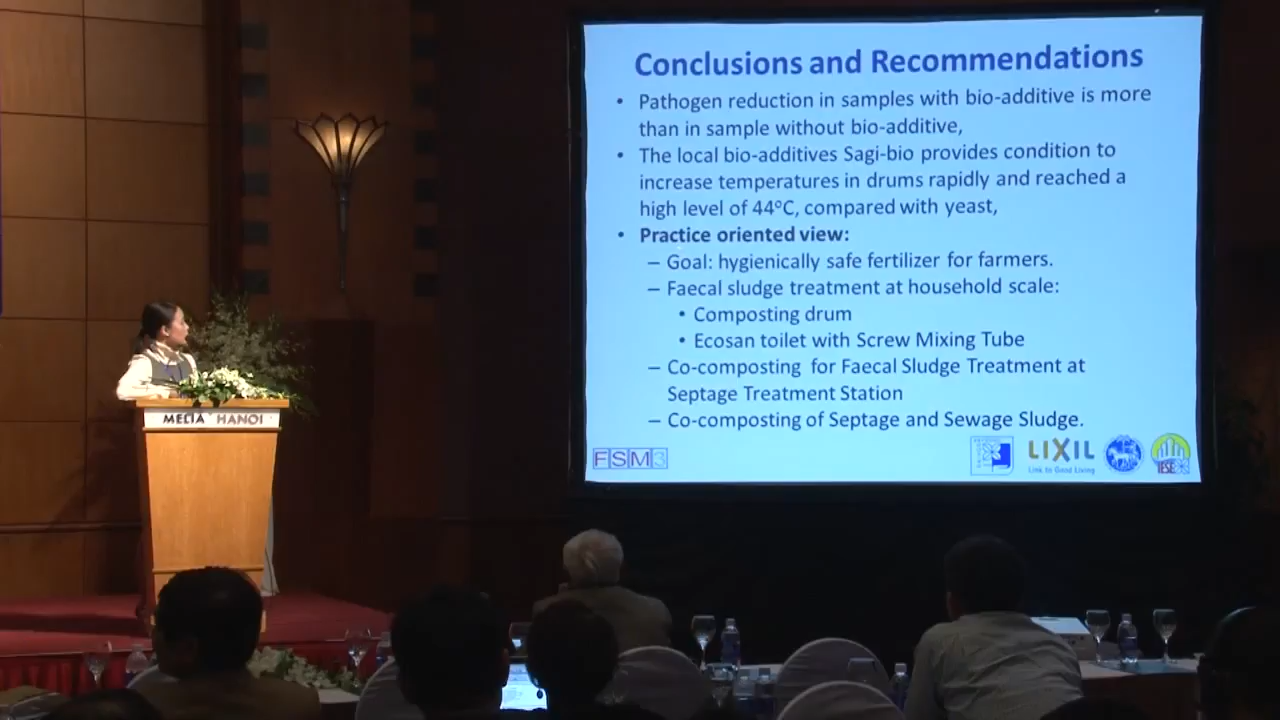 Conclusions and Recommendations
• Pathogen reduction in samples with bio-additive is more
than in sample without bio-additive,
• The local bio-additives Sagi-bio provides condition to
increase temperatures in drums rapidly and reached a
high level of 44°C, compared with yeast,
• Practice oriented view:
– Goal: hygienically safe fertilizer for farmers.
– Faecal sludge treatment at household scale:
• Composting drum
• Ecosan toilet with Screw Mixing Tube
– Co-composting for Faecal Sludge Treatment at
Septage Treatment Station
– Co-composting of Septage and Sewage Sludge.
FSM3
LIXIL
Link to Good Living
IESE
MELIA HANOI